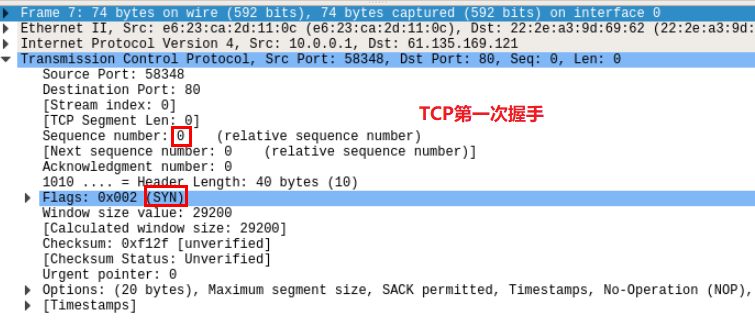 Frame 7: 74 bytes on wire (592 bits), 74 bytes captured (592 bits) on interface 0
Ethernet II, Src: e6:23:ca:2d:11:0c (e6:23:ca:2d:11:0c), Dst: 22:2e:a3:9d:69:62 (22:2e:a3:9d
Internet Protocol Version 4, Src: 10.0.0.1, Dst: 61.135.169.121
Transmission Control Protocol, Src Port: 58348, Dst Port: 80, Seq: 0, Len: 0
Source Port: 58348
Destination Port: 80
[Stream index: 0]
[TCP Segment Len: 0]
TCP第一次握手
Sequence number: 0 (relative sequence number)
[Next sequence number: 0 (relative sequence number)]
Acknowledgment number: 0
1010 .... = Header Length: 40 bytes (10)
Flags: 0x002 (SYN)
Window size value: 29200
[Calculated window size: 29200]
Checksum: 0xf12f [unverified]
[Checksum Status: Unverified]
Urgent pointer: 0
Options: (20 bytes), Maximum segment size, SACK permitted, Timestamps, No-Operation (NOP),
[Timestamps]